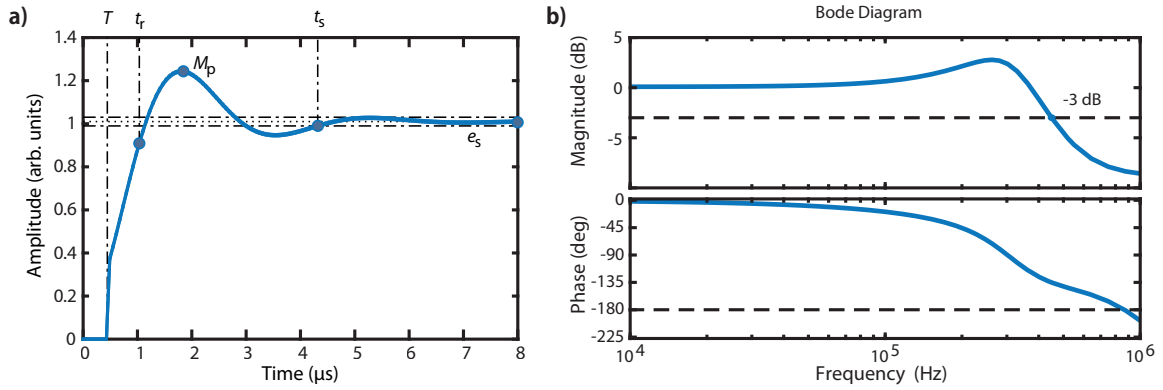 a)
T
tr
ts
1.4
1.2
1
0.8
0.6
0.4
0.2
0
Amplitude (arb. units)
Mp
es
0 1 2 3 4 5 6 7 8
Time (µs)
b)
Bode Diagram
5
0
-5
Magnitude (dB)
-3 dB
0
-45
-90
-135
-180
-225
Phase (deg)
10^4 10^5 10^6
Frequency (Hz)